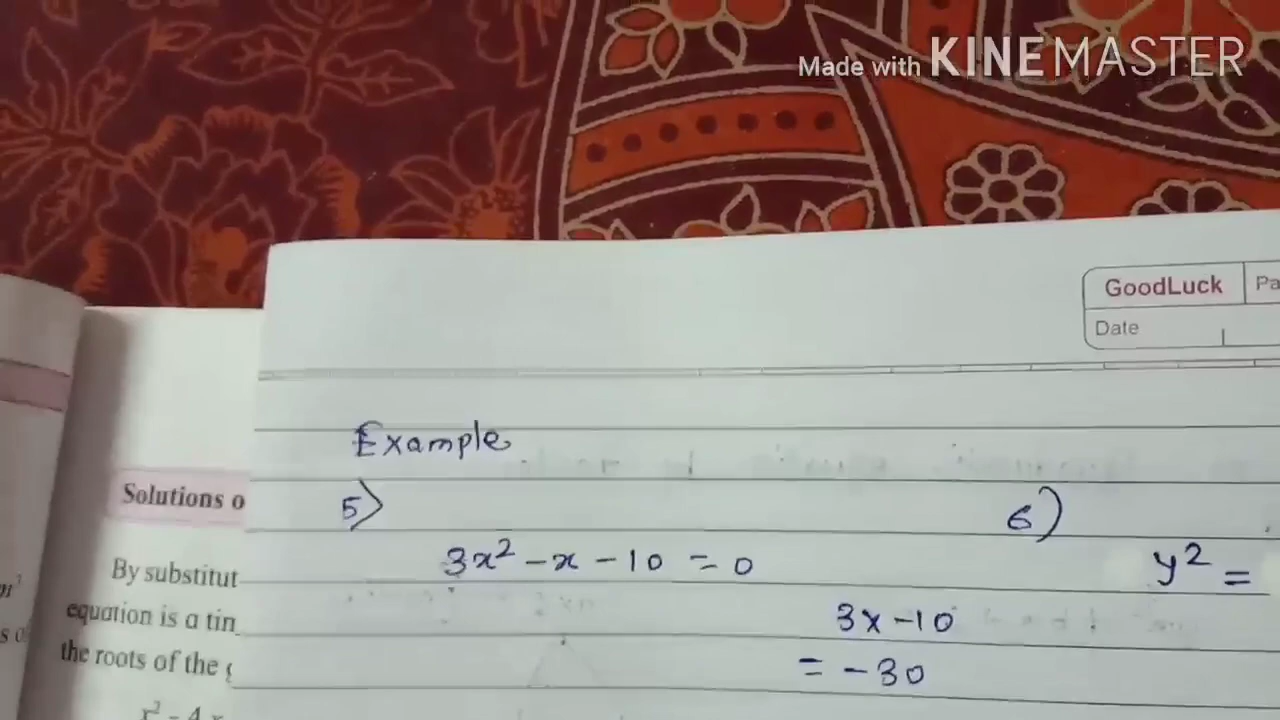 Made with KINEMASTER
GoodLuck
Date
Example
Solutions o
5)
6)
By substitut
3x² - x - 10 = 0
y² =
equation is a tin
3x - 10
the roots of the
= -30